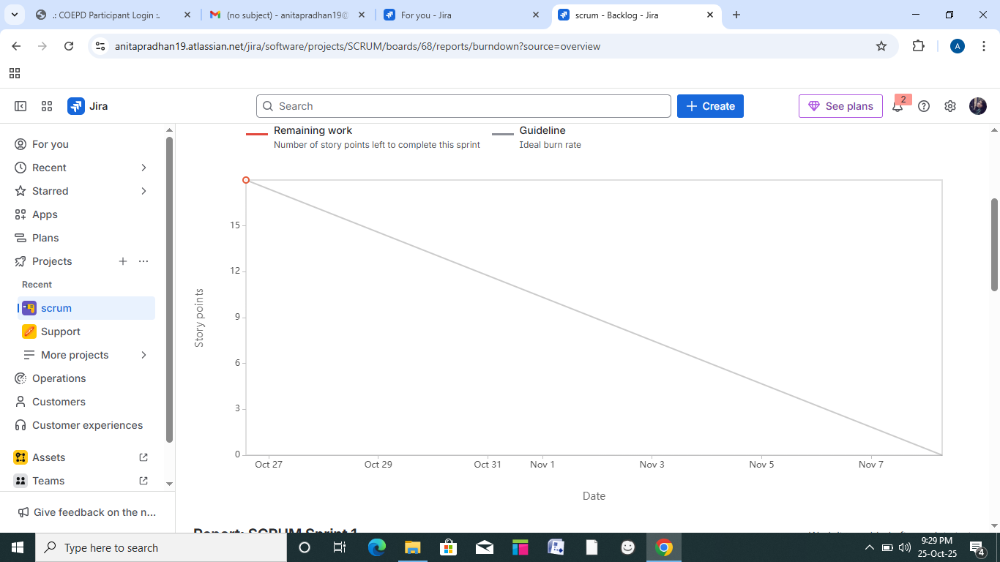 .: COEPD Participant Login :.
(no subject) - anitapradhan19@
For you - Jira
scrum - Backlog - Jira
anitapradhan19.atlassian.net/jira/software/projects/SCRUM/boards/68/reports/burndown?source=overview
A
Jira
Search
Create
See plans
2
For you
Recent
Starred
Apps
Plans
Projects
Recent
scrum
Support
More projects
Operations
Customers
Customer experiences
Assets
Teams
Give feedback on the n...
Remaining work
Number of story points left to complete this sprint
Guideline
Ideal burn rate
Story points
15
12
9
6
3
0
Oct 27
Oct 29
Oct 31
Nov 1
Nov 3
Nov 5
Nov 7
Date
Report: SCRUM Sprint 1
Type here to search
9:29 PM
25-Oct-25
4